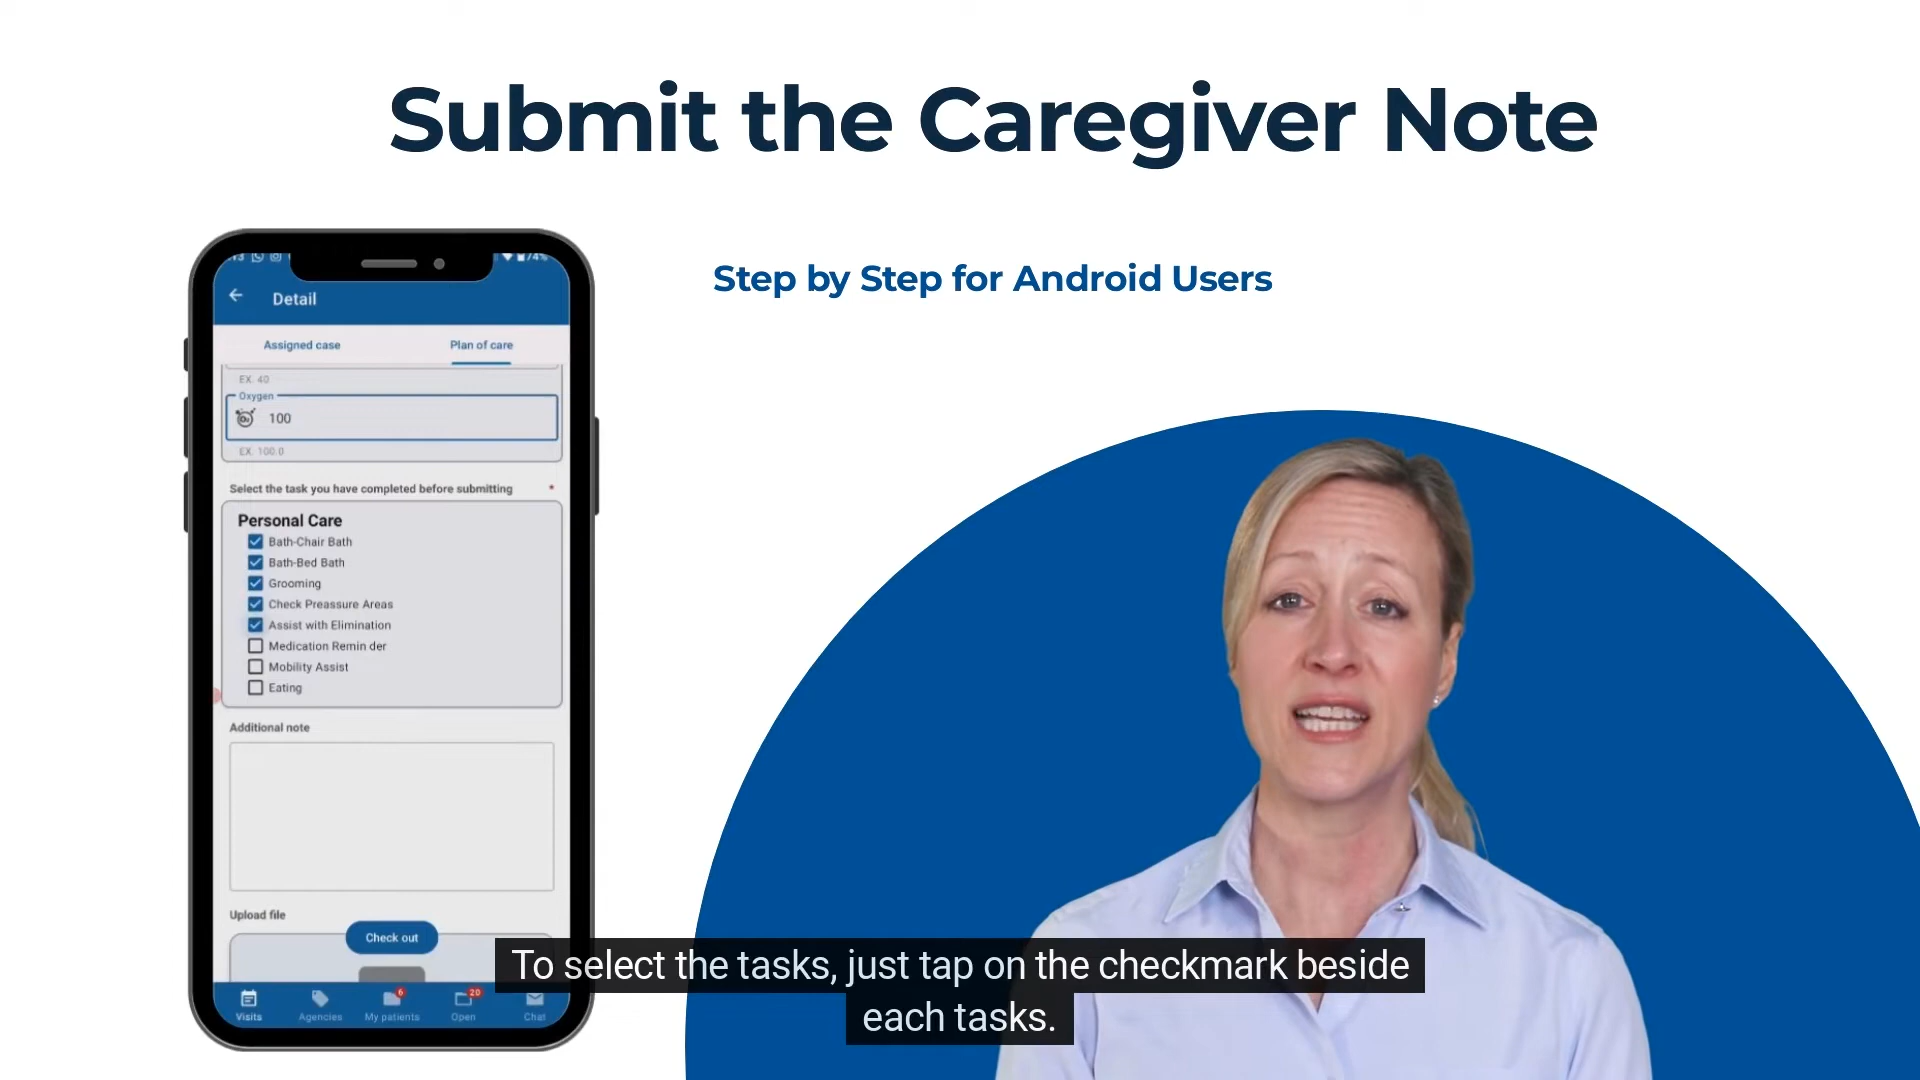 Submit the Caregiver Note
Step by Step for Android Users
74%
Detail
Assigned case
Plan of care
EX. 40
Oxygen
100
EX. 100.0
Select the task you have completed before submitting *
Personal Care
Bath-Chair Bath
Bath-Bed Bath
Grooming
Check Preassure Areas
Assist with Elimination
Medication Remin der
Mobility Assist
Eating
Additional note
Upload file
Check out
6
20
Visits
Agencies
My patients
Open
Chat
To select the tasks, just tap on the checkmark beside
each tasks.